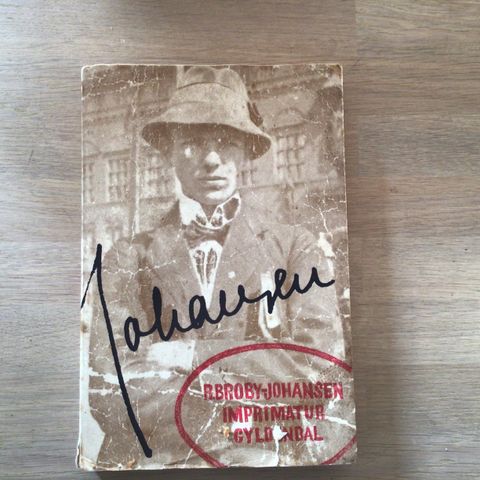 Johansen
R.BROBY-JOHANSEN
IMPRIMATUR
GYLDENDAL